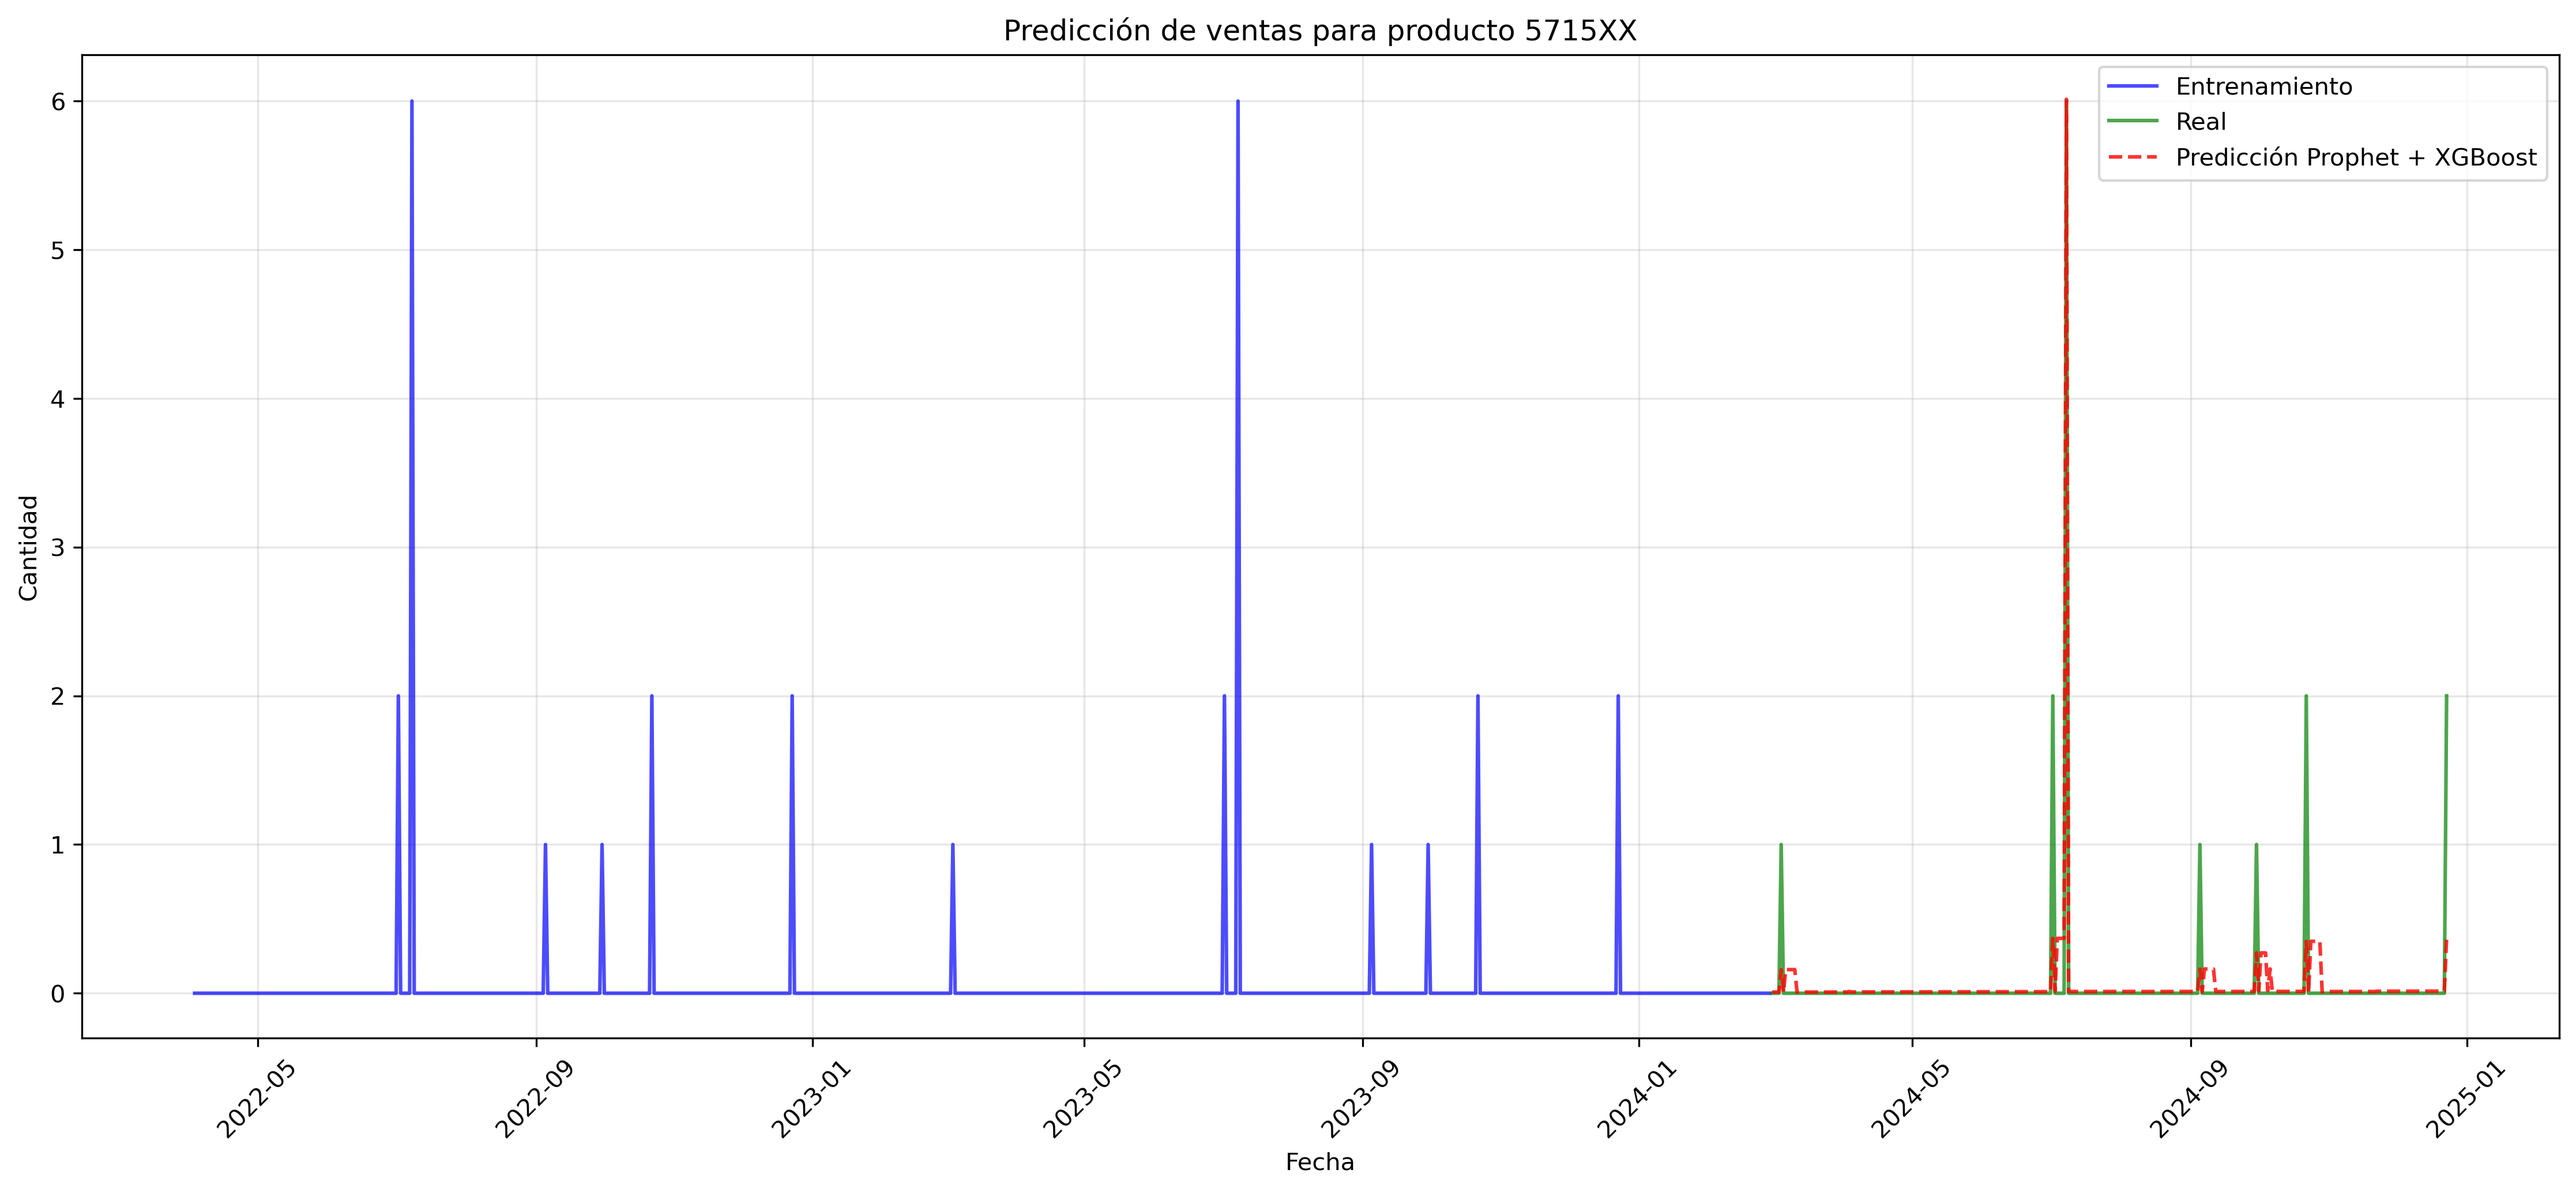 Predicción de ventas para producto 5715XX
Entrenamiento
Real
Predicción Prophet + XGBoost
Cantidad
6
5
4
3
2
1
0
2022-05
2022-09
2023-01
2023-05
2023-09
2024-01
2024-05
2024-09
2025-01
Fecha